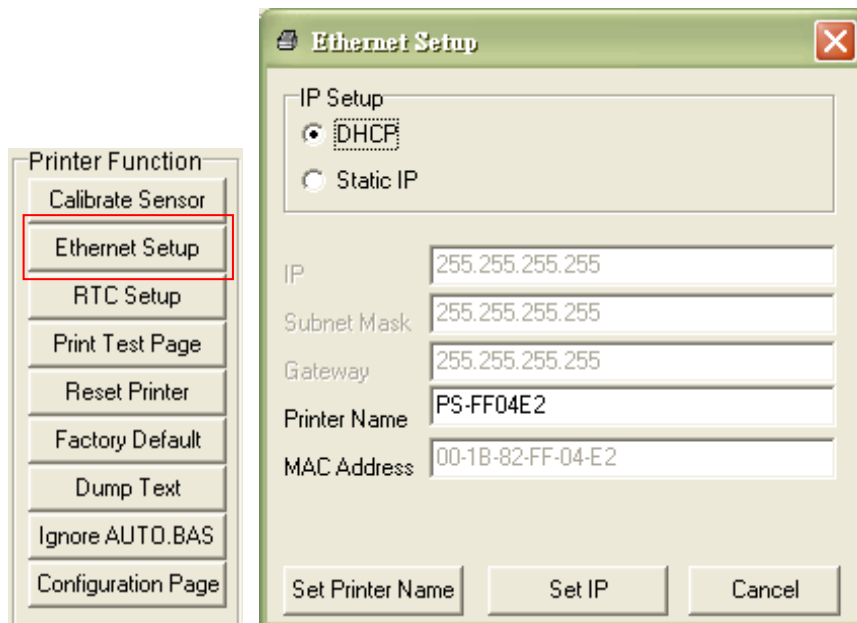 Printer Function
Calibrate Sensor
Ethernet Setup
RTC Setup
Print Test Page
Reset Printer
Factory Default
Dump Text
Ignore AUTO.BAS
Configuration Page
Ethernet Setup
IP Setup
DHCP
Static IP
IP 255.255.255.255
Subnet Mask 255.255.255.255
Gateway 255.255.255.255
Printer Name PS-FF04E2
MAC Address 00-1B-82-FF-04-E2
Set Printer Name Set IP Cancel